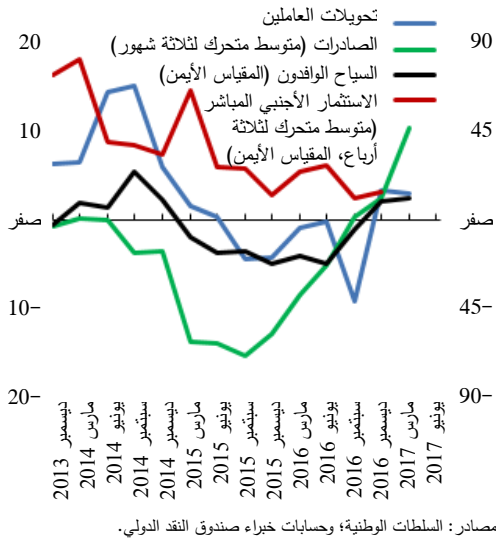 تحويلات العاملين
الصادرات (متوسط متحرك لثلاثة شهور)
السياح الوافدون (المقياس الأيمن)
الاستثمار الأجنبي المباشر
(متوسط متحرك لثلاثة
أرباع، المقياس الأيمن)
20
10
صفر
10−
20−
90
45
صفر
45−
90−
ديسمبر 2013
مارس 2014
يونيو 2014
سبتمبر 2014
ديسمبر 2014
مارس 2015
يونيو 2015
سبتمبر 2015
ديسمبر 2015
مارس 2016
يونيو 2016
سبتمبر 2016
ديسمبر 2016
مارس 2017
يونيو 2017
مصادر: السلطات الوطنية؛ وحسابات خبراء صندوق النقد الدولي.